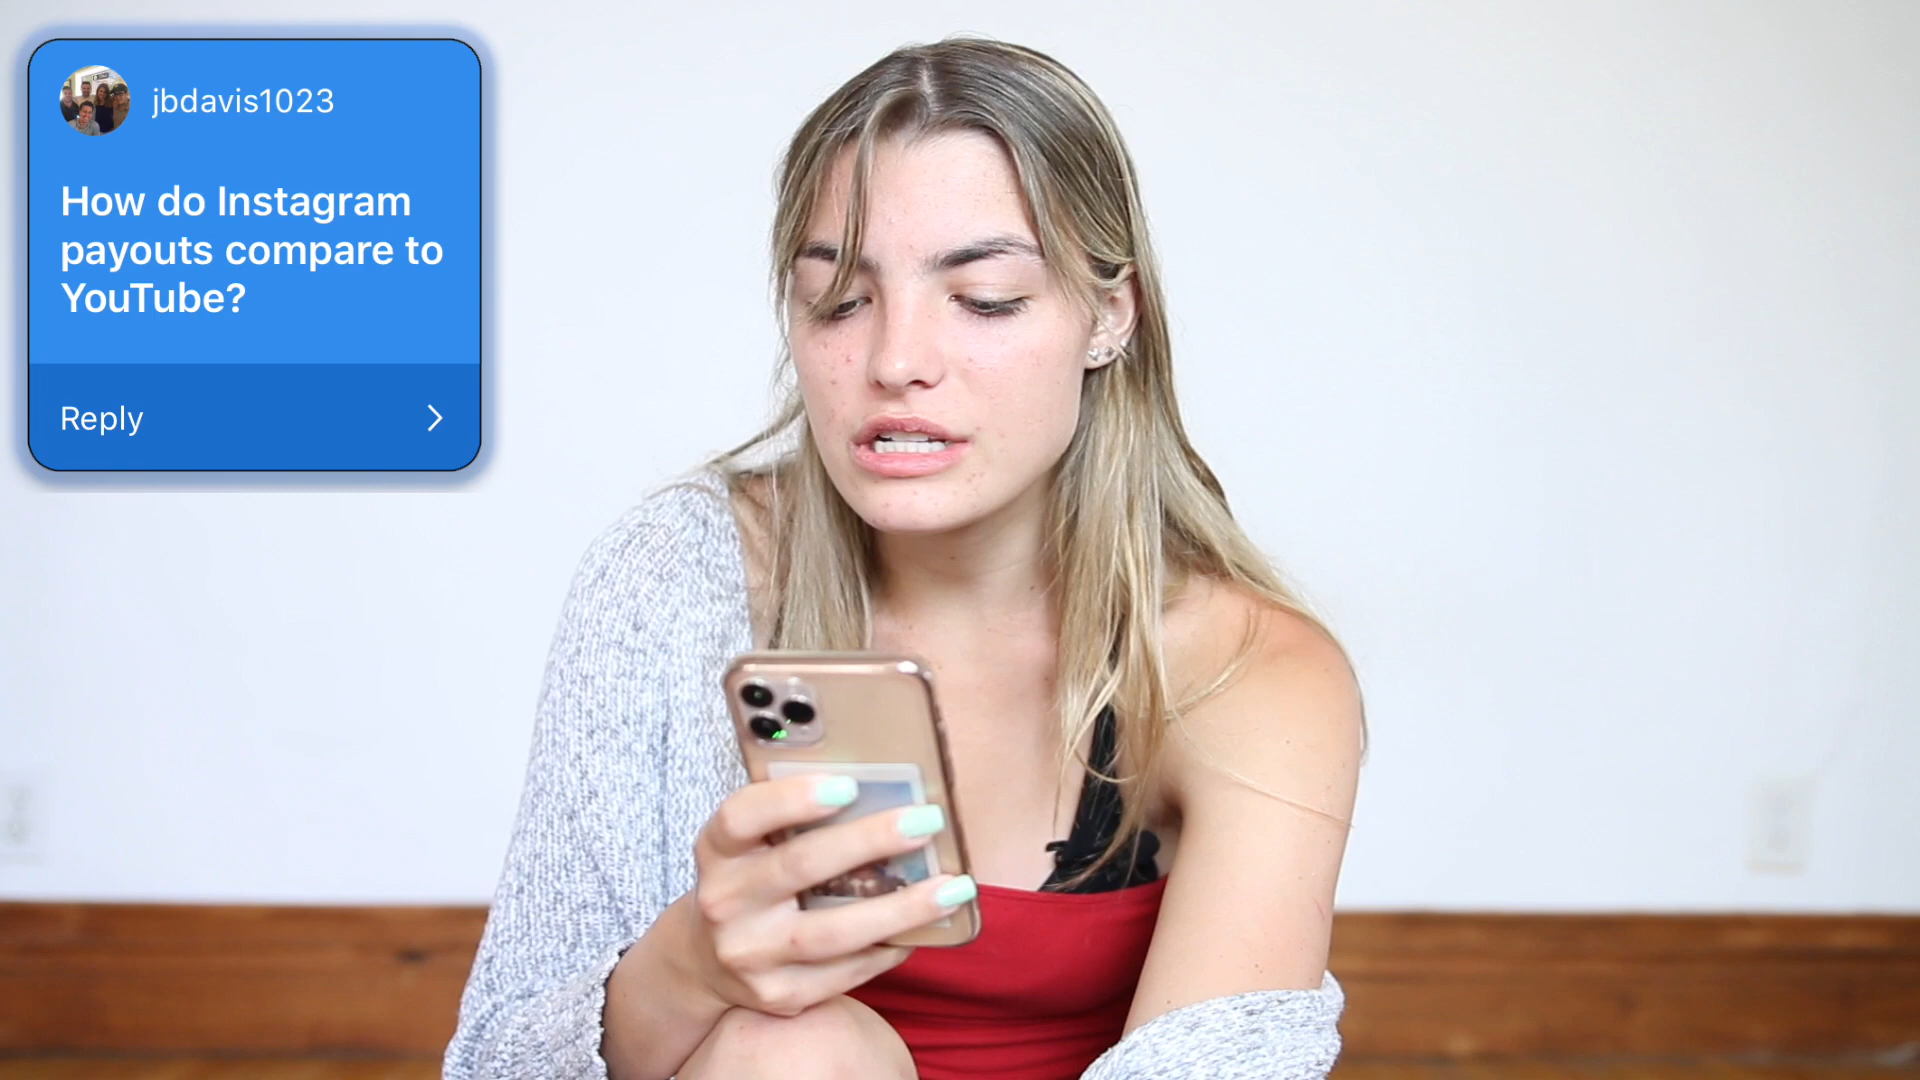 jbdavis1023
How do Instagram
payouts compare to
YouTube?
Reply